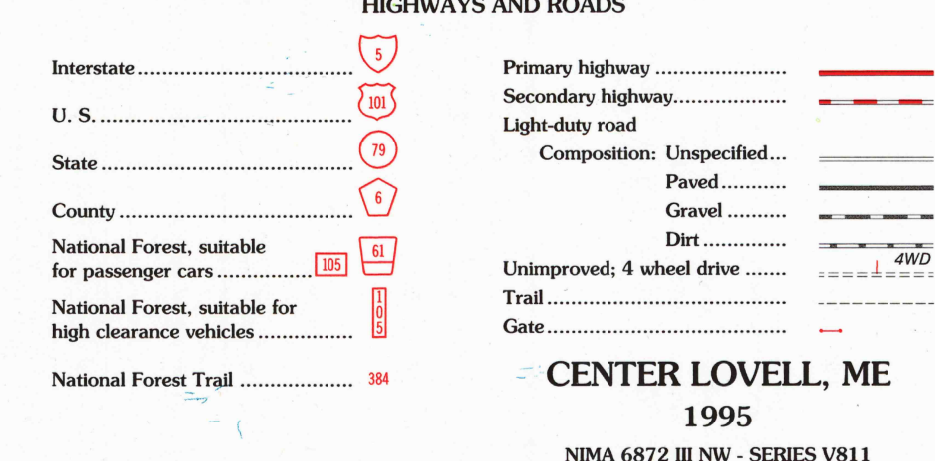 HIGHWAYS AND ROADS
Interstate.................................. 5
U. S. ........................................ 101
State ........................................ 79
County ..................................... 6
National Forest, suitable
for passenger cars ............... 105 61
National Forest, suitable for
high clearance vehicles ............... 105
National Forest Trail .................. 384
Primary highway .....................
Secondary highway..................
Light-duty road
Composition: Unspecified...
Paved ..........
Gravel .........
Dirt .............
4WD
Unimproved; 4 wheel drive .......
Trail.......................................
Gate.......................................
CENTER LOVELL, ME
1995
NIMA 6872 III NW - SERIES V811